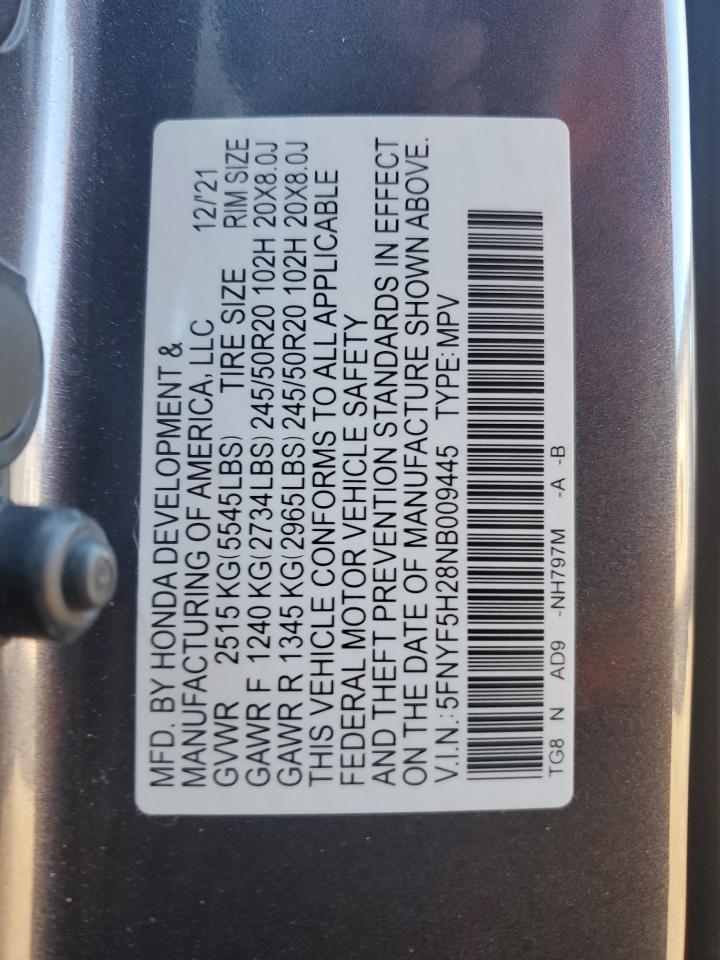 MFD. BY HONDA DEVELOPMENT &
MANUFACTURING OF AMERICA, LLC 12/'21
GVWR 2515 KG(5545LBS) TIRE SIZE RIM SIZE
GAWR F 1240 KG(2734LBS) 245/50R20 102H 20X8.0J
GAWR R 1345 KG(2965LBS) 245/50R20 102H 20X8.0J
THIS VEHICLE CONFORMS TO ALL APPLICABLE
FEDERAL MOTOR VEHICLE SAFETY
AND THEFT PREVENTION STANDARDS IN EFFECT
ON THE DATE OF MANUFACTURE SHOWN ABOVE.
V.I.N.:5FNYF5H28NB009445 TYPE:MPV
TG8 N AD9 -NH797M -A -B